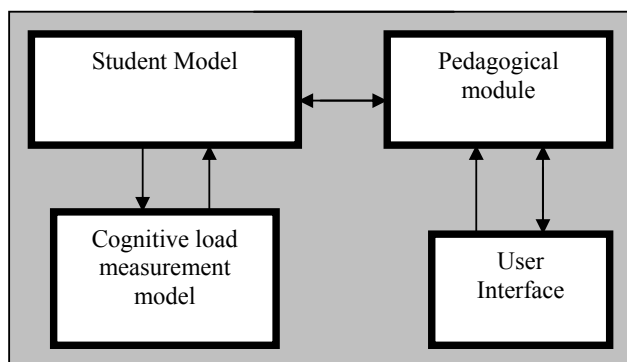 Student Model
Pedagogical
module
Cognitive load
measurement
model
User
Interface